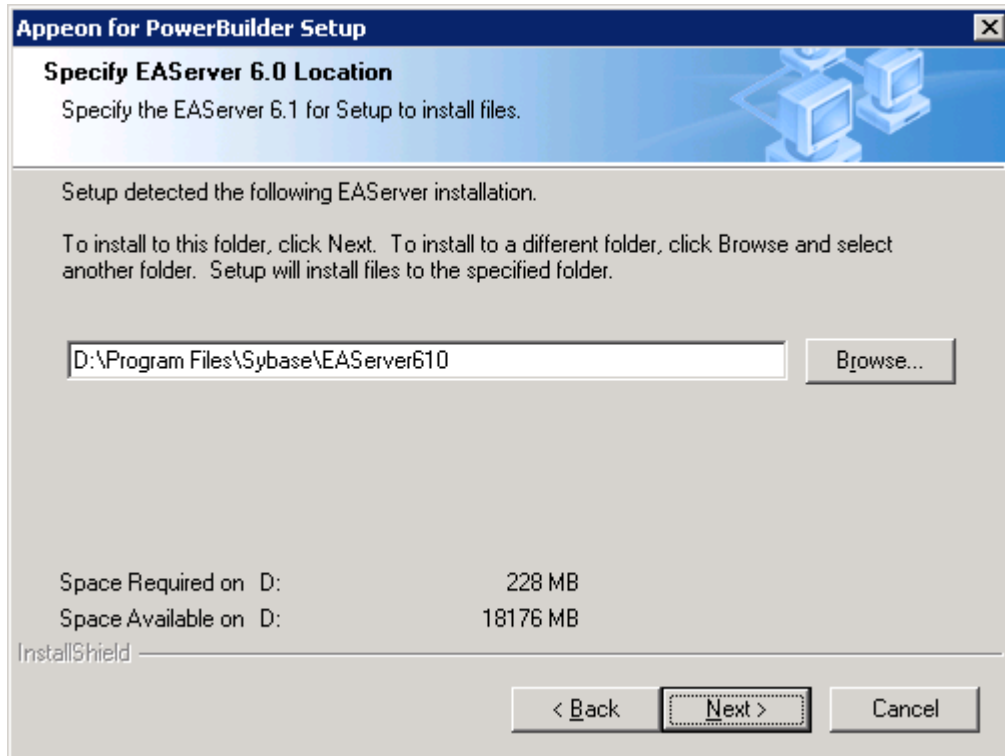 Appeon for PowerBuilder Setup
Specify EAServer 6.0 Location
Specify the EAServer 6.1 for Setup to install files.
Setup detected the following EAServer installation.
To install to this folder, click Next. To install to a different folder, click Browse and select
another folder. Setup will install files to the specified folder.
D:\Program Files\Sybase\EAServer610
Browse...
Space Required on D: 228 MB
Space Available on D: 18176 MB
InstallShield
< Back Next > Cancel